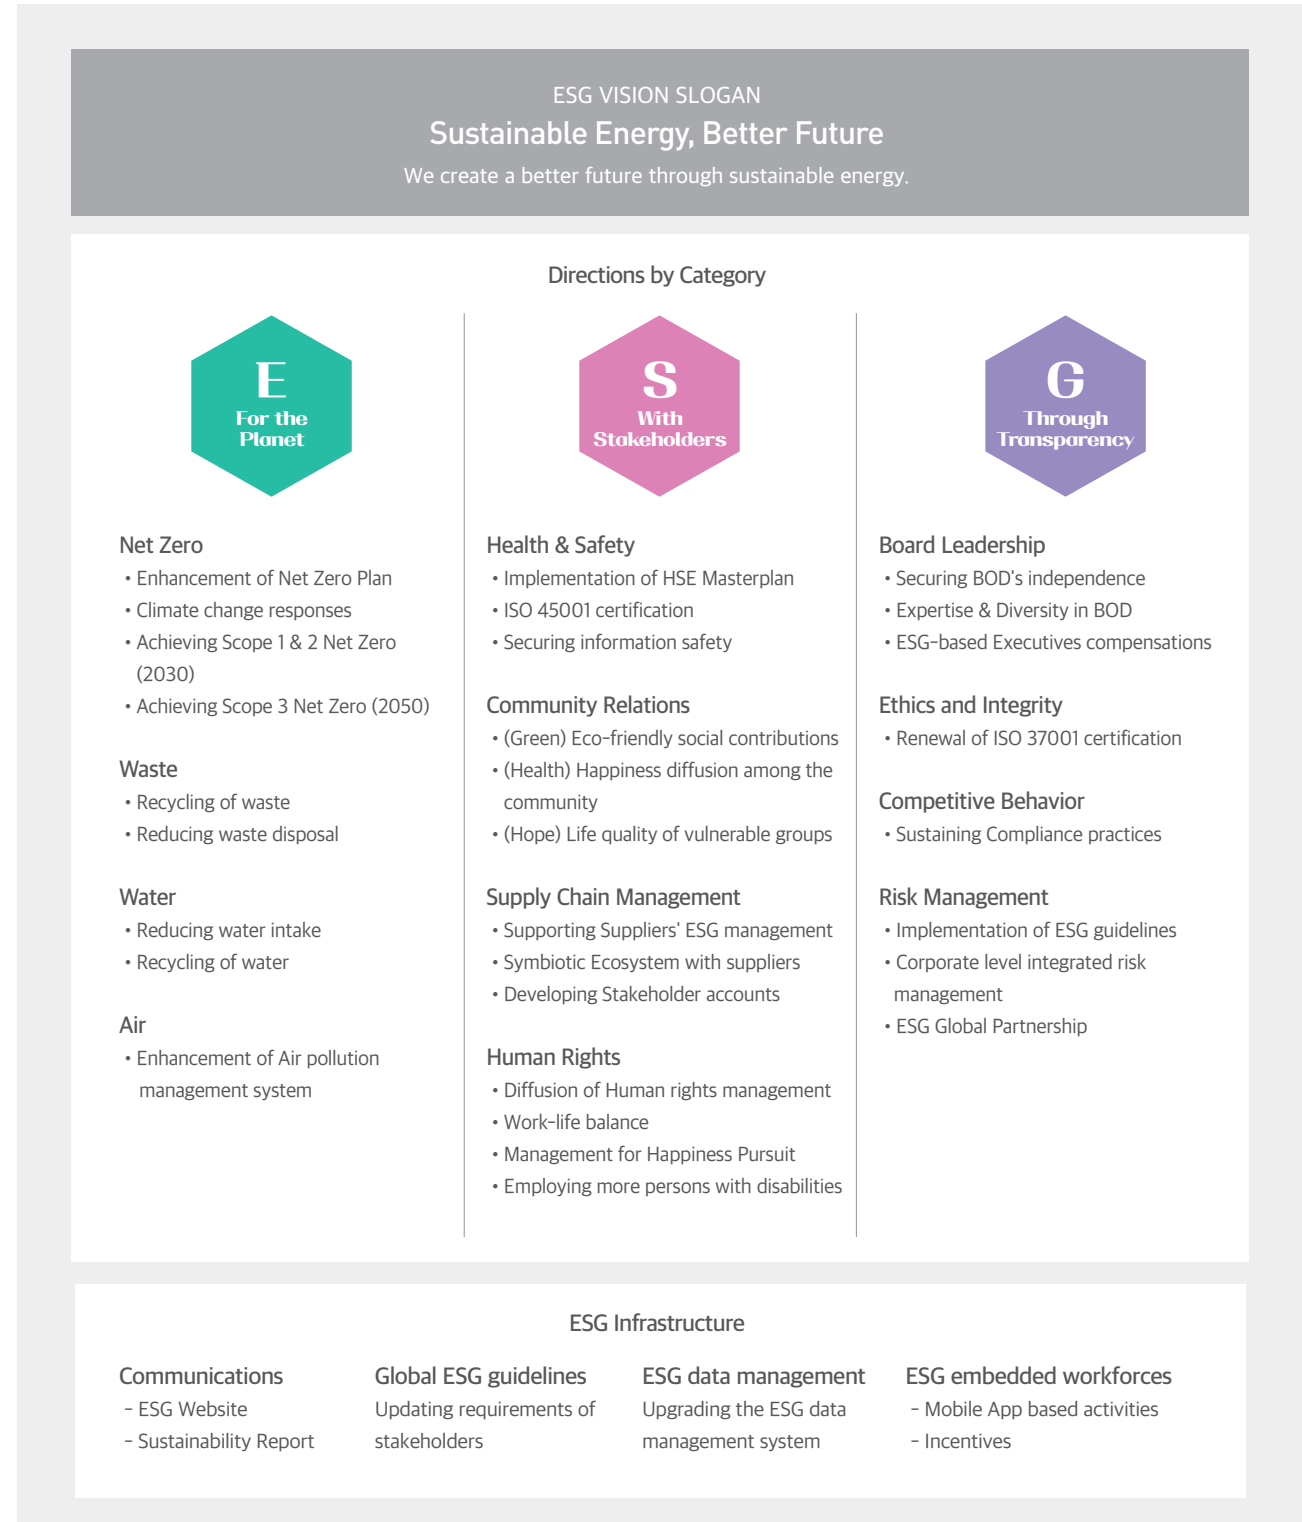 ESG VISION SLOGAN
Sustainable Energy, Better Future
We create a better future through sustainable energy.
Directions by Category
E
For the
Planet
Net Zero
• Enhancement of Net Zero Plan
• Climate change responses
• Achieving Scope 1 & 2 Net Zero
(2030)
• Achieving Scope 3 Net Zero (2050)
Waste
• Recycling of waste
• Reducing waste disposal
Water
• Reducing water intake
• Recycling of water
Air
• Enhancement of Air pollution
management system
S
With
Stakeholders
Health & Safety
• Implementation of HSE Masterplan
• ISO 45001 certification
• Securing information safety
Community Relations
• (Green) Eco-friendly social contributions
• (Health) Happiness diffusion among the
community
• (Hope) Life quality of vulnerable groups
Supply Chain Management
• Supporting Suppliers' ESG management
• Symbiotic Ecosystem with suppliers
• Developing Stakeholder accounts
Human Rights
• Diffusion of Human rights management
• Work-life balance
• Management for Happiness Pursuit
• Employing more persons with disabilities
G
Through
Transparency
Board Leadership
• Securing BOD's independence
• Expertise & Diversity in BOD
• ESG-based Executives compensations
Ethics and Integrity
• Renewal of ISO 37001 certification
Competitive Behavior
• Sustaining Compliance practices
Risk Management
• Implementation of ESG guidelines
• Corporate level integrated risk
management
• ESG Global Partnership
ESG Infrastructure
Communications
- ESG Website
- Sustainability Report
Global ESG guidelines
Updating requirements of
stakeholders
ESG data management
Upgrading the ESG data
management system
ESG embedded workforces
- Mobile App based activities
- Incentives